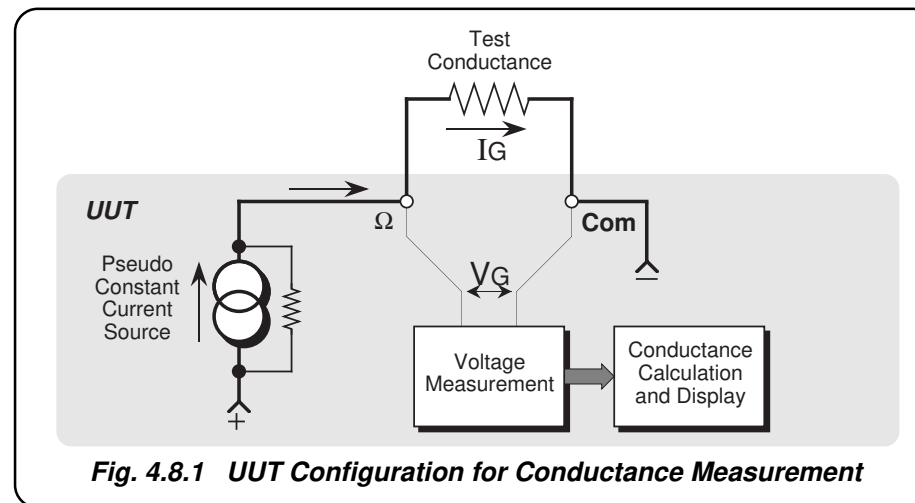 Test
Conductance
IG
UUT
Ω
Com
Pseudo
Constant
Current
Source
VG
Voltage
Measurement
Conductance
Calculation
and Display
+
Fig. 4.8.1 UUT Configuration for Conductance Measurement